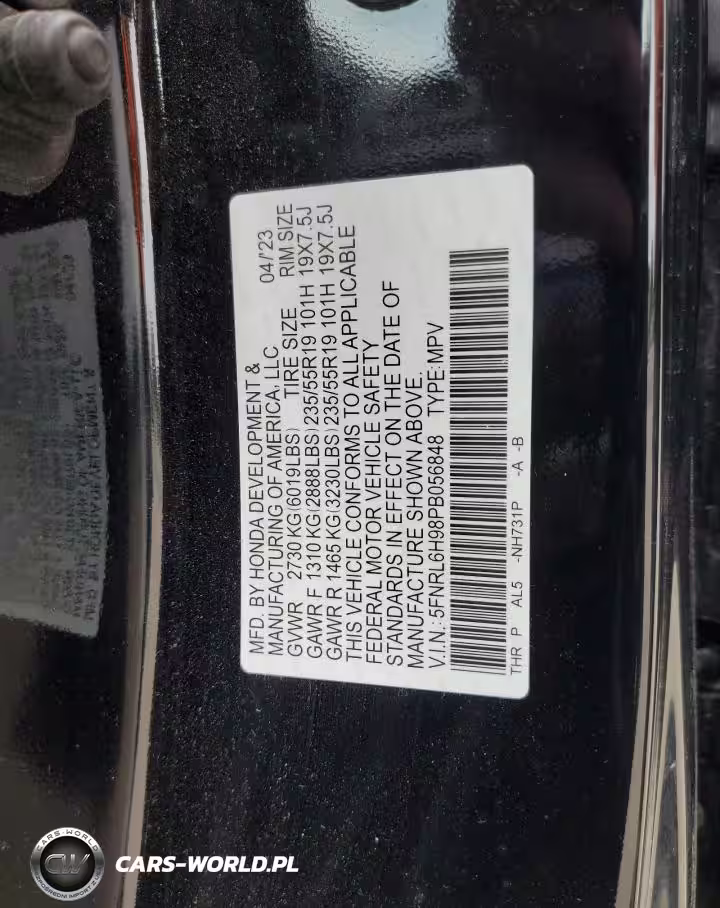 MFD. BY HONDA DEVELOPMENT &
MANUFACTURING OF AMERICA, LLC 04/'23
GVWR 2730 KG(6019LBS) TIRE SIZE RIM SIZE
GAWR F 1310 KG(2888LBS) 235/55R19 101H 19X7.5J
GAWR R 1465 KG(3230LBS) 235/55R19 101H 19X7.5J
THIS VEHICLE CONFORMS TO ALL APPLICABLE
FEDERAL MOTOR VEHICLE SAFETY
STANDARDS IN EFFECT ON THE DATE OF
MANUFACTURE SHOWN ABOVE.
V.I.N.:5FNRL6H98PB056848 TYPE:MPV
THR P AL5 -NH731P -A -B
CARS-WORLD
CW
CARS-WORLD.PL